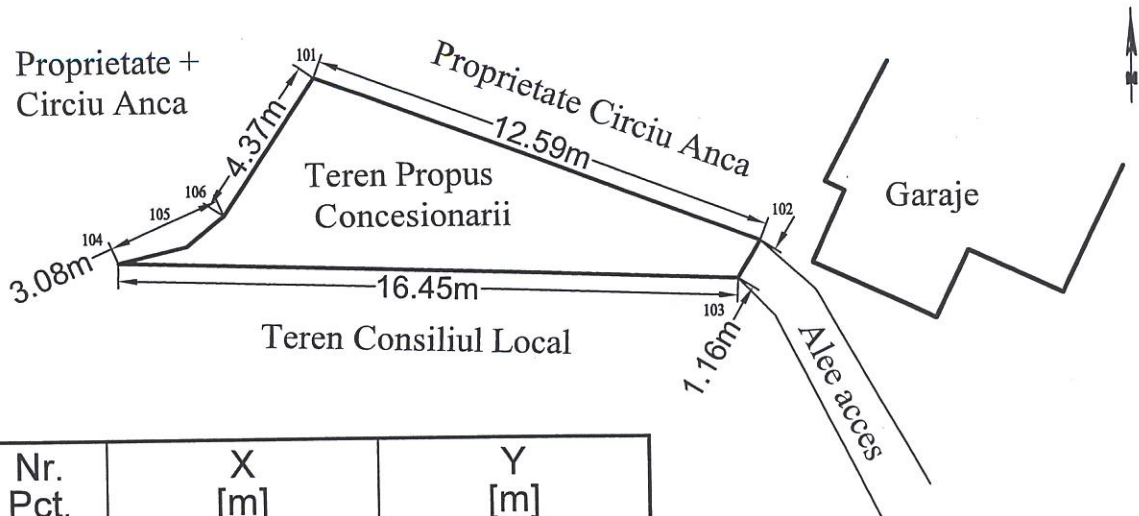 Proprietate +
Circiu Anca
101
Proprietate Circiu Anca
4.37m
12.59m
Teren Propus
Concesionarii
Garaje
106
105
104
102
3.08m
16.45m
103
Teren Consiliul Local
1.16m
Alee acces
Nr.
Pct.
X
[m]
Y
[m]